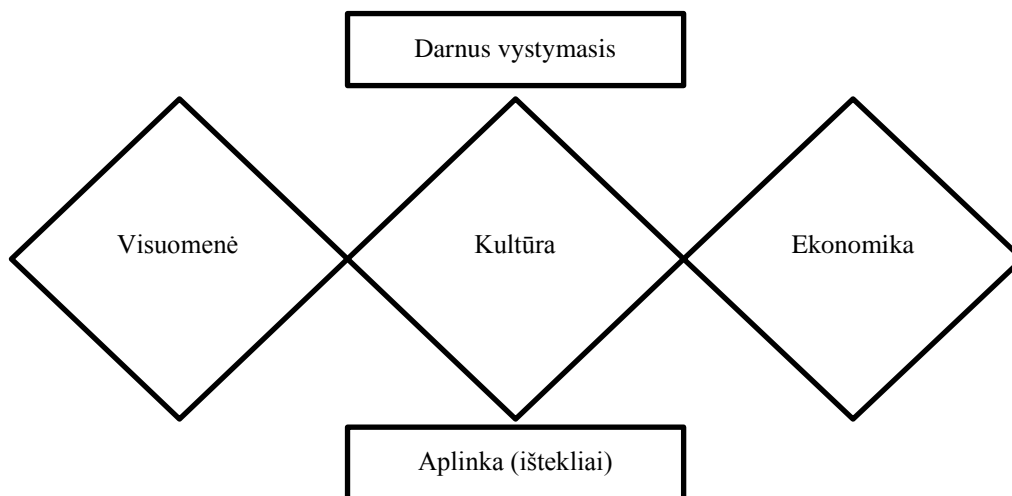 Darnus vystymasis
Visuomenė
Kultūra
Ekonomika
Aplinka (ištekliai)